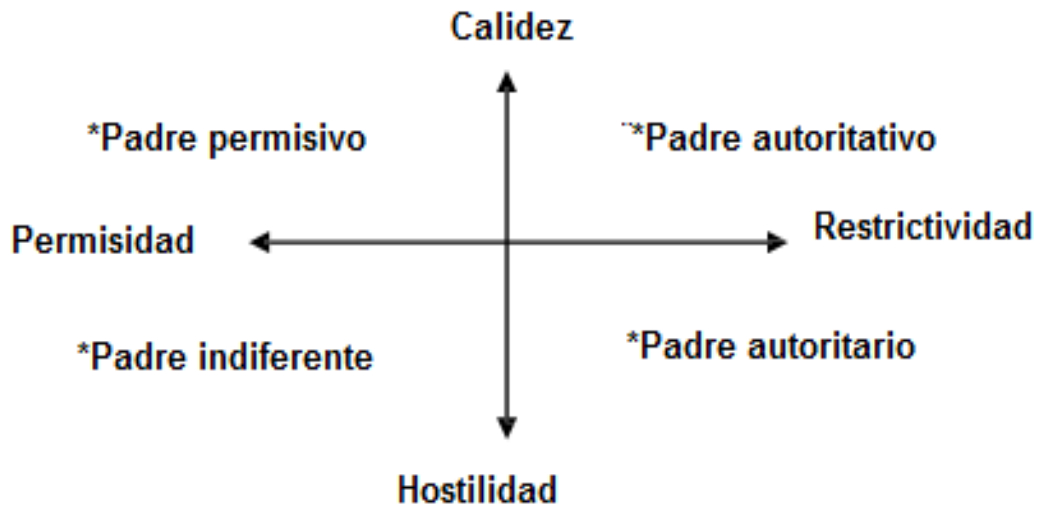 Calidez
*Padre permisivo
¨*Padre autoritativo
Permisidad
Restrictividad
*Padre indiferente
*Padre autoritario
Hostilidad